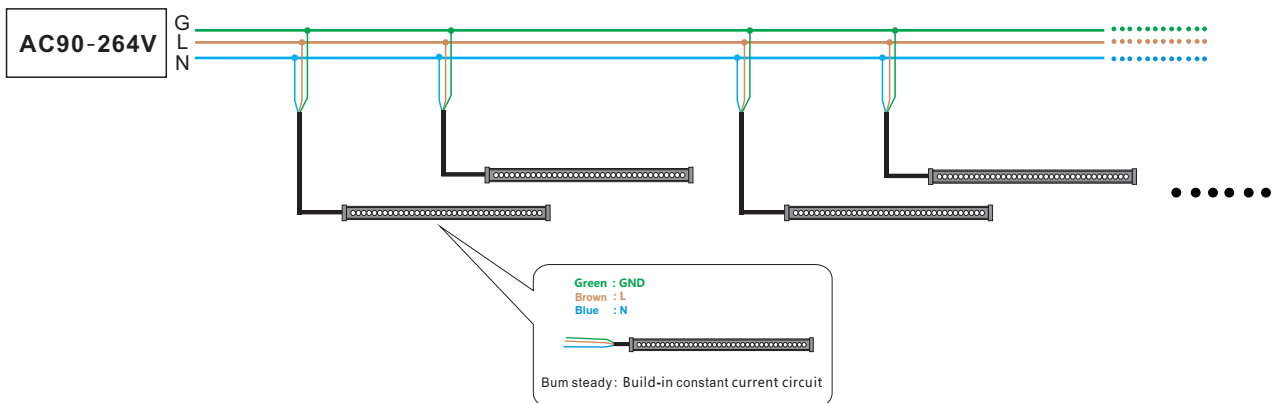 AC90-264V
G
L
N
Green : GND
Brown : L
Blue : N
Bum steady: Build-in constant current circuit